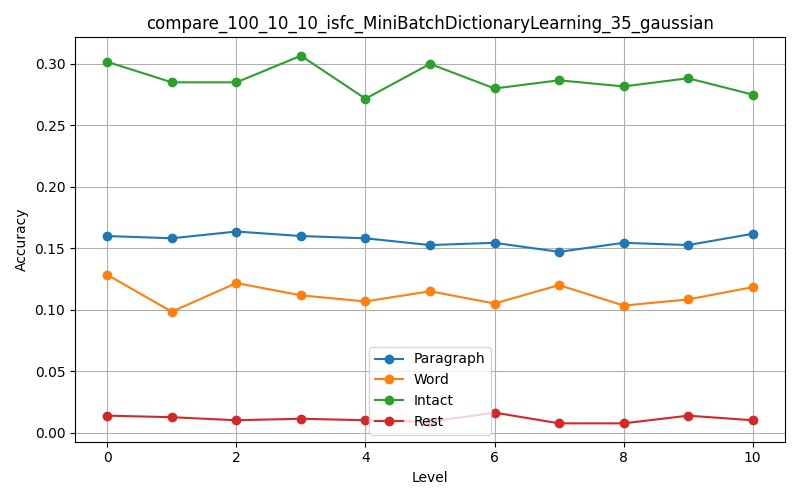 compare_100_10_10_isfc_MiniBatchDictionaryLearning_35_gaussian
Accuracy
0.30
0.25
0.20
0.15
0.10
0.05
0.00
Paragraph
Word
Intact
Rest
0 2 4 6 8 10
Level